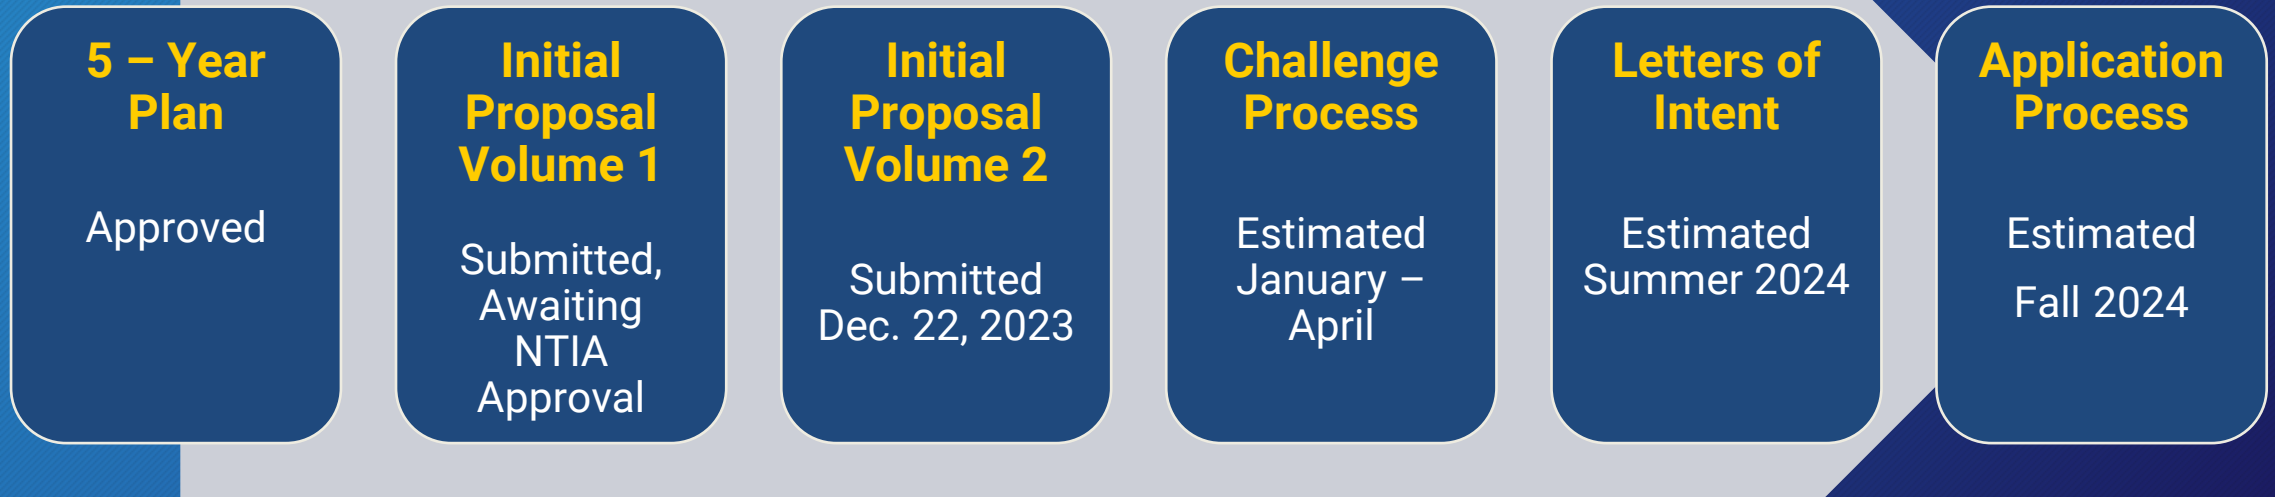 5 – Year
Plan
Approved
Initial
Proposal
Volume 1
Submitted,
Awaiting
NTIA
Approval
Initial
Proposal
Volume 2
Submitted
Dec. 22, 2023
Challenge
Process
Estimated
January –
April
Letters of
Intent
Estimated
Summer 2024
Application
Process
Estimated
Fall 2024